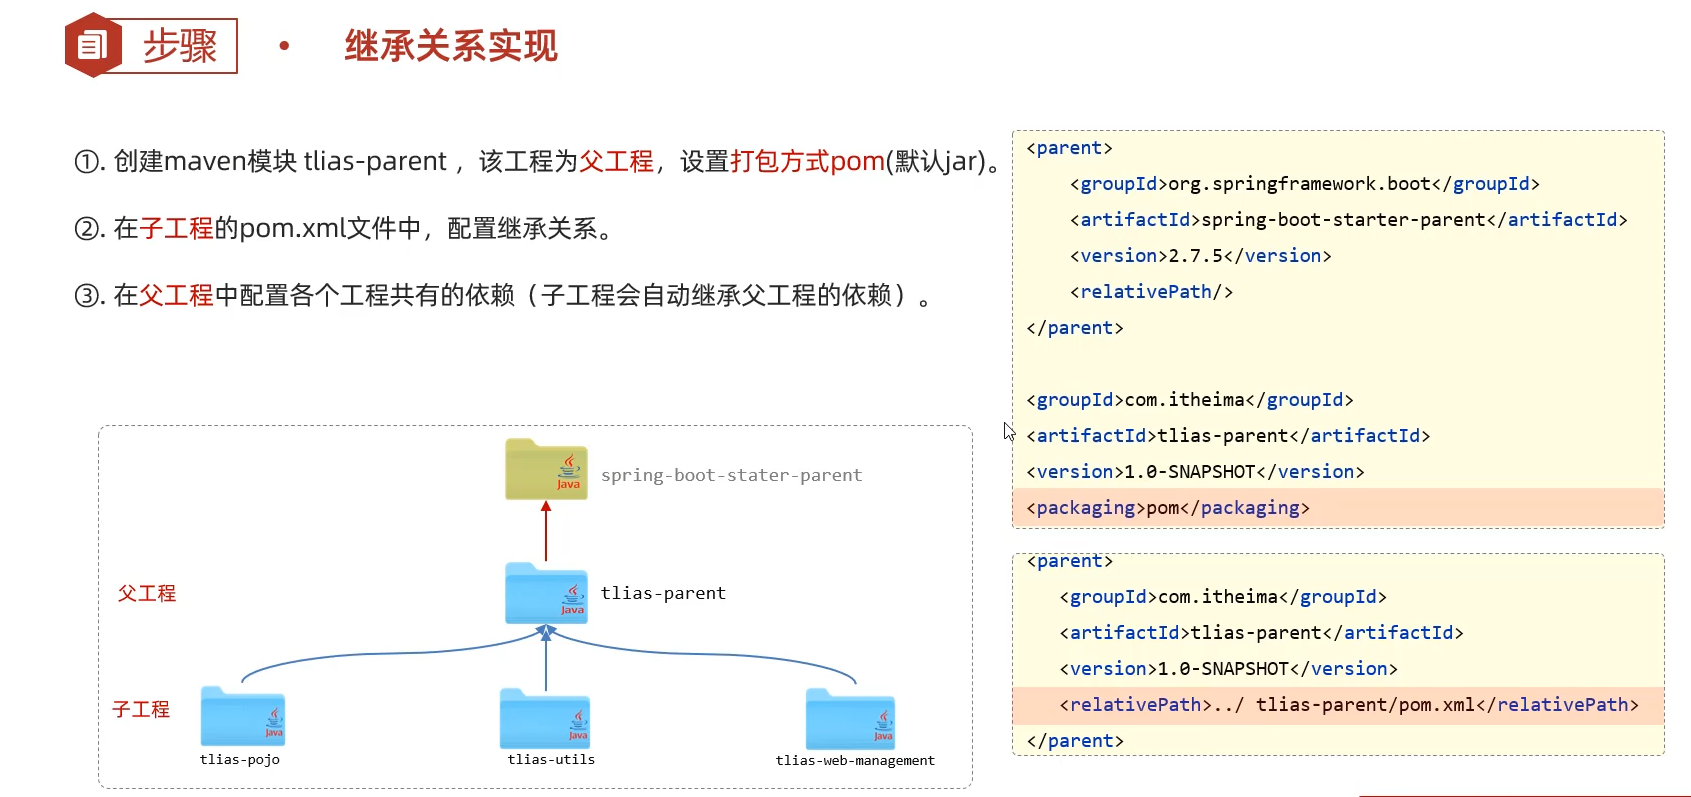 步骤
· 继承关系实现
①. 创建maven模块 tlias-parent ，该工程为父工程，设置打包方式pom(默认jar)。
②. 在子工程的pom.xml文件中，配置继承关系。
③. 在父工程中配置各个工程共有的依赖（子工程会自动继承父工程的依赖）。
<parent>
    <groupId>org.springframework.boot</groupId>
    <artifactId>spring-boot-starter-parent</artifactId>
    <version>2.7.5</version>
    <relativePath/>
</parent>
<groupId>com.itheima</groupId>
<artifactId>tlias-parent</artifactId>
<version>1.0-SNAPSHOT</version>
<packaging>pom</packaging>
<parent>
   <groupId>com.itheima</groupId>
   <artifactId>tlias-parent</artifactId>
   <version>1.0-SNAPSHOT</version>
   <relativePath>../ tlias-parent/pom.xml</relativePath>
</parent>
Java
spring-boot-stater-parent
父工程
Java
tlias-parent
子工程
Java
Java
Java
tlias-pojo
tlias-utils
tlias-web-management